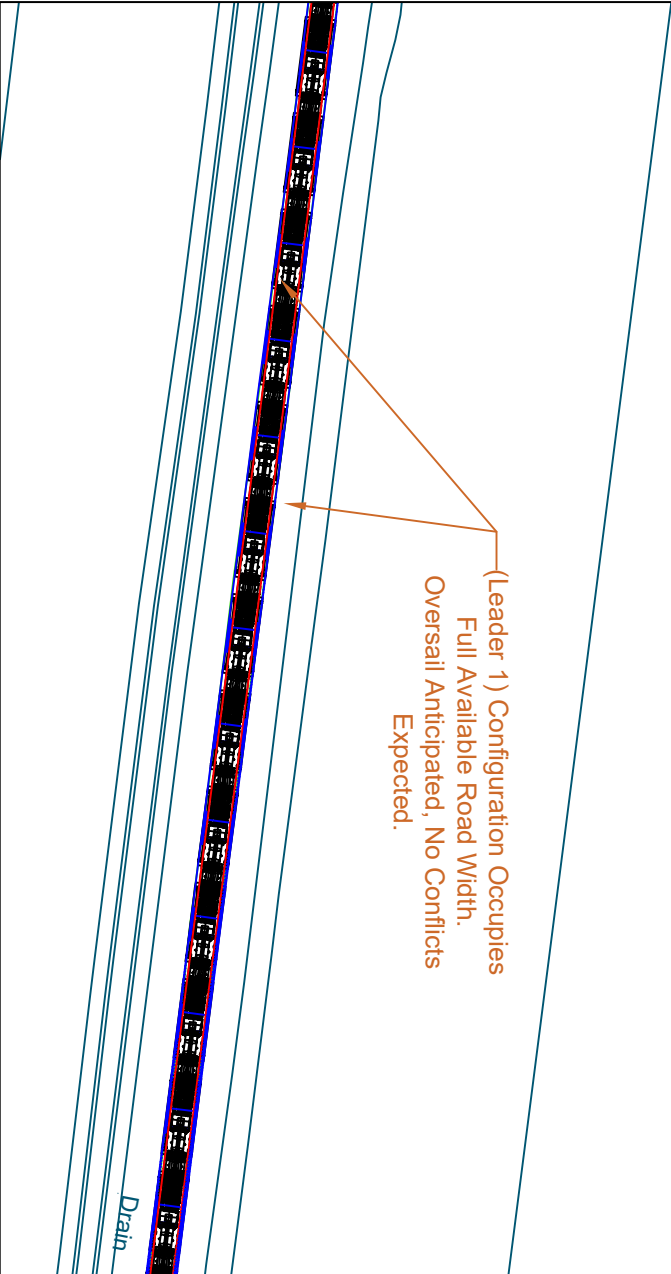 (Leader 1) Configuration Occupies
Full Available Road Width.
Oversail Anticipated, No Conflicts
Expected.
Drain